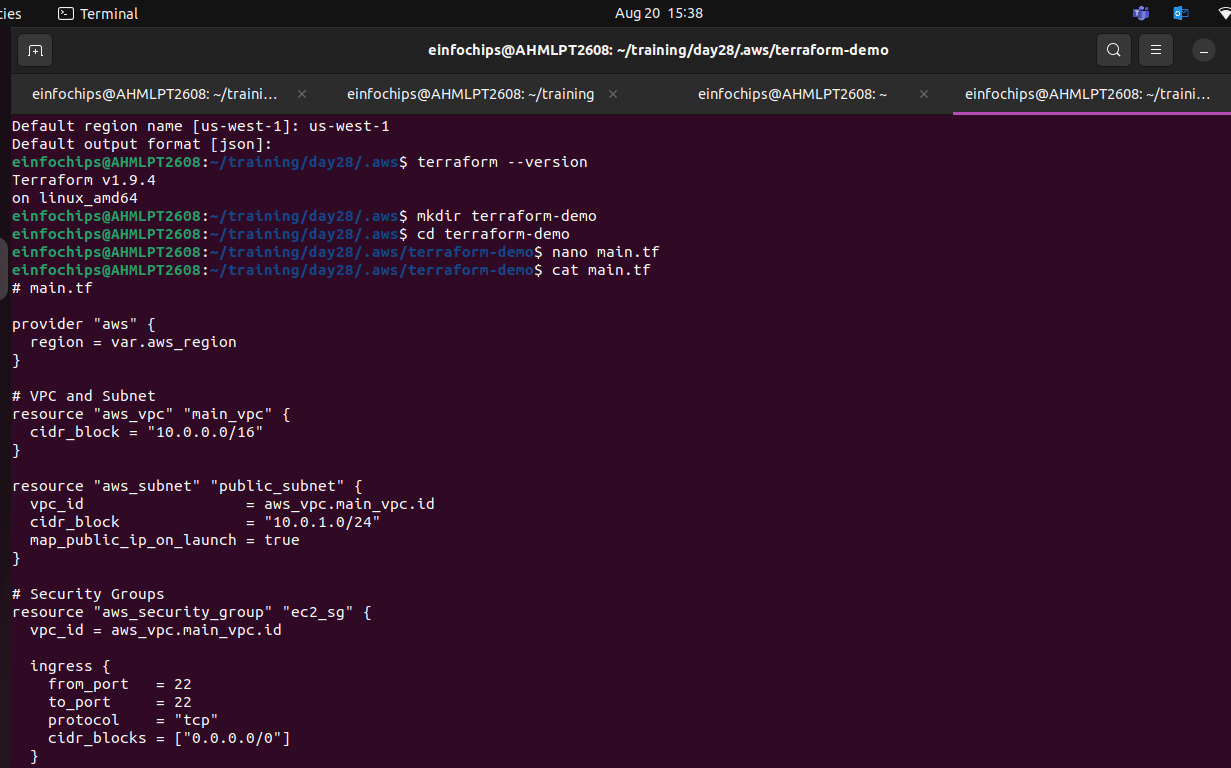 ties
Terminal
Aug 20 15:38
einfochips@AHMLPT2608: ~/training/day28/.aws/terraform-demo
einfochips@AHMLPT2608: ~/traini...
einfochips@AHMLPT2608: ~/training
einfochips@AHMLPT2608: ~
einfochips@AHMLPT2608: ~/traini...
Default region name [us-west-1]: us-west-1
Default output format [json]:
einfochips@AHMLPT2608:~/training/day28/.aws$ terraform --version
Terraform v1.9.4
on linux_amd64
einfochips@AHMLPT2608:~/training/day28/.aws$ mkdir terraform-demo
einfochips@AHMLPT2608:~/training/day28/.aws$ cd terraform-demo
einfochips@AHMLPT2608:~/training/day28/.aws/terraform-demo$ nano main.tf
einfochips@AHMLPT2608:~/training/day28/.aws/terraform-demo$ cat main.tf
# main.tf
provider "aws" {
  region = var.aws_region
}
# VPC and Subnet
resource "aws_vpc" "main_vpc" {
  cidr_block = "10.0.0.0/16"
}
resource "aws_subnet" "public_subnet" {
  vpc_id                  = aws_vpc.main_vpc.id
  cidr_block              = "10.0.1.0/24"
  map_public_ip_on_launch = true
}
# Security Groups
resource "aws_security_group" "ec2_sg" {
  vpc_id = aws_vpc.main_vpc.id
  ingress {
    from_port   = 22
    to_port     = 22
    protocol    = "tcp"
    cidr_blocks = ["0.0.0.0/0"]
  }